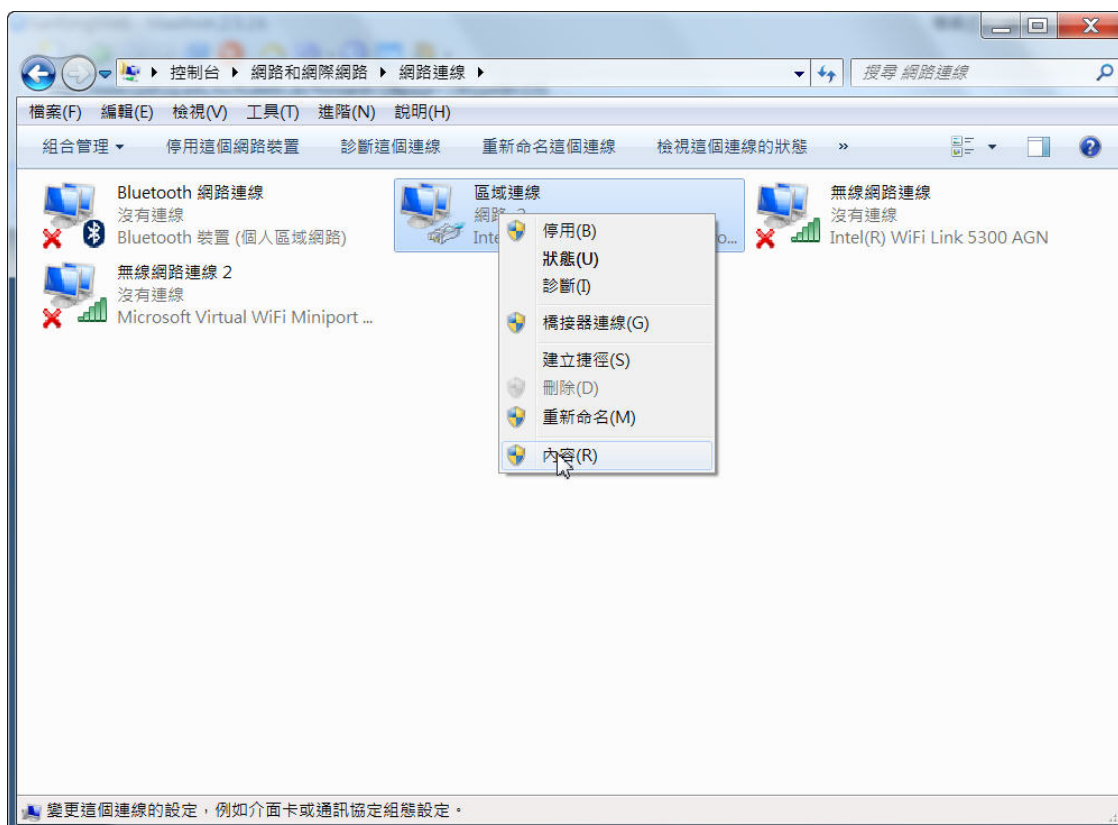 控制台 ▸ 網路和網際網路 ▸ 網路連線 ▸
搜尋 網路連線
檔案(F) 編輯(E) 檢視(V) 工具(T) 進階(N) 說明(H)
組合管理 停用這個網路裝置 診斷這個連線 重新命名這個連線 檢視這個連線的狀態 »
Bluetooth 網路連線
沒有連線
Bluetooth 裝置 (個人區域網路)
區域連線
網路 2
無線網路連線
沒有連線
Intel(R) WiFi Link 5300 AGN
無線網路連線 2
沒有連線
Microsoft Virtual WiFi Miniport ...
停用(B)
狀態(U)
診斷(I)
橋接器連線(G)
建立捷徑(S)
刪除(D)
重新命名(M)
內容(R)
變更這個連線的設定，例如介面卡或通訊協定組態設定。